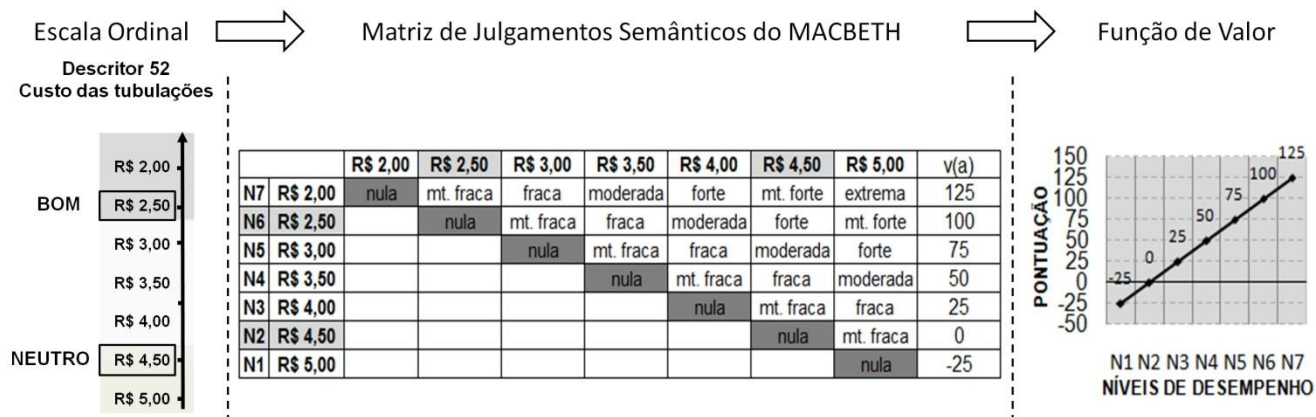 Escala Ordinal
Matriz de Julgamentos Semânticos do MACBETH
Função de Valor
Descritor 52
Custo das tubulações
R$ 2,00
BOM R$ 2,50
R$ 3,00
R$ 3,50
R$ 4,00
NEUTRO R$ 4,50
R$ 5,00
R$ 2,00 R$ 2,50 R$ 3,00 R$ 3,50 R$ 4,00 R$ 4,50 R$ 5,00 v(a)
N7 R$ 2,00 nula mt. fraca fraca moderada forte mt. forte extrema 125
N6 R$ 2,50 nula mt. fraca fraca moderada forte mt. forte 100
N5 R$ 3,00 nula mt. fraca fraca moderada forte 75
N4 R$ 3,50 nula mt. fraca fraca moderada 50
N3 R$ 4,00 nula mt. fraca fraca 25
N2 R$ 4,50 nula mt. fraca 0
N1 R$ 5,00 nula -25
PONTUAÇÃO
150
125
100
75
50
25
0
-25
-50
-25
0
25
50
75
100
125
N1 N2 N3 N4 N5 N6 N7
NÍVEIS DE DESEMPENHO